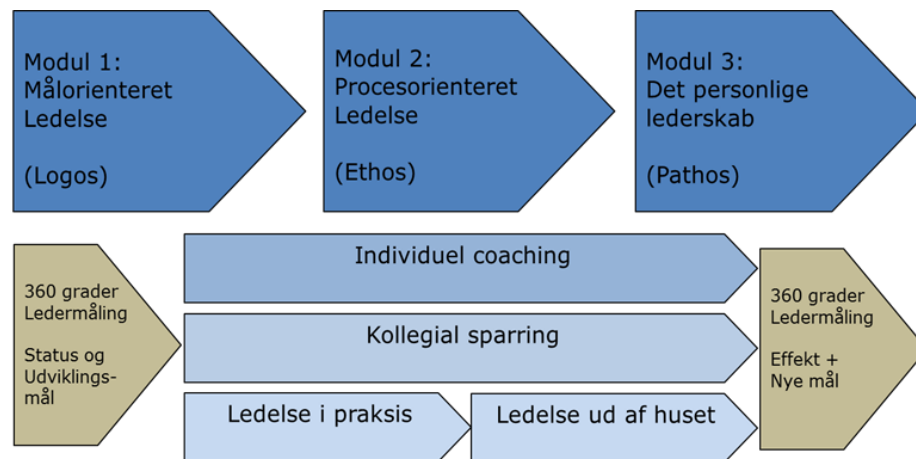 Modul 1:
Målorienteret
Ledelse
(Logos)
Modul 2:
Procesorienteret
Ledelse
(Ethos)
Modul 3:
Det personlige
lederskab
(Pathos)
360 grader
Ledermåling
Status og
Udviklings-
mål
Individuel coaching
Kollegial sparring
Ledelse i praksis
Ledelse ud af huset
360 grader
Ledermåling
Effekt +
Nye mål